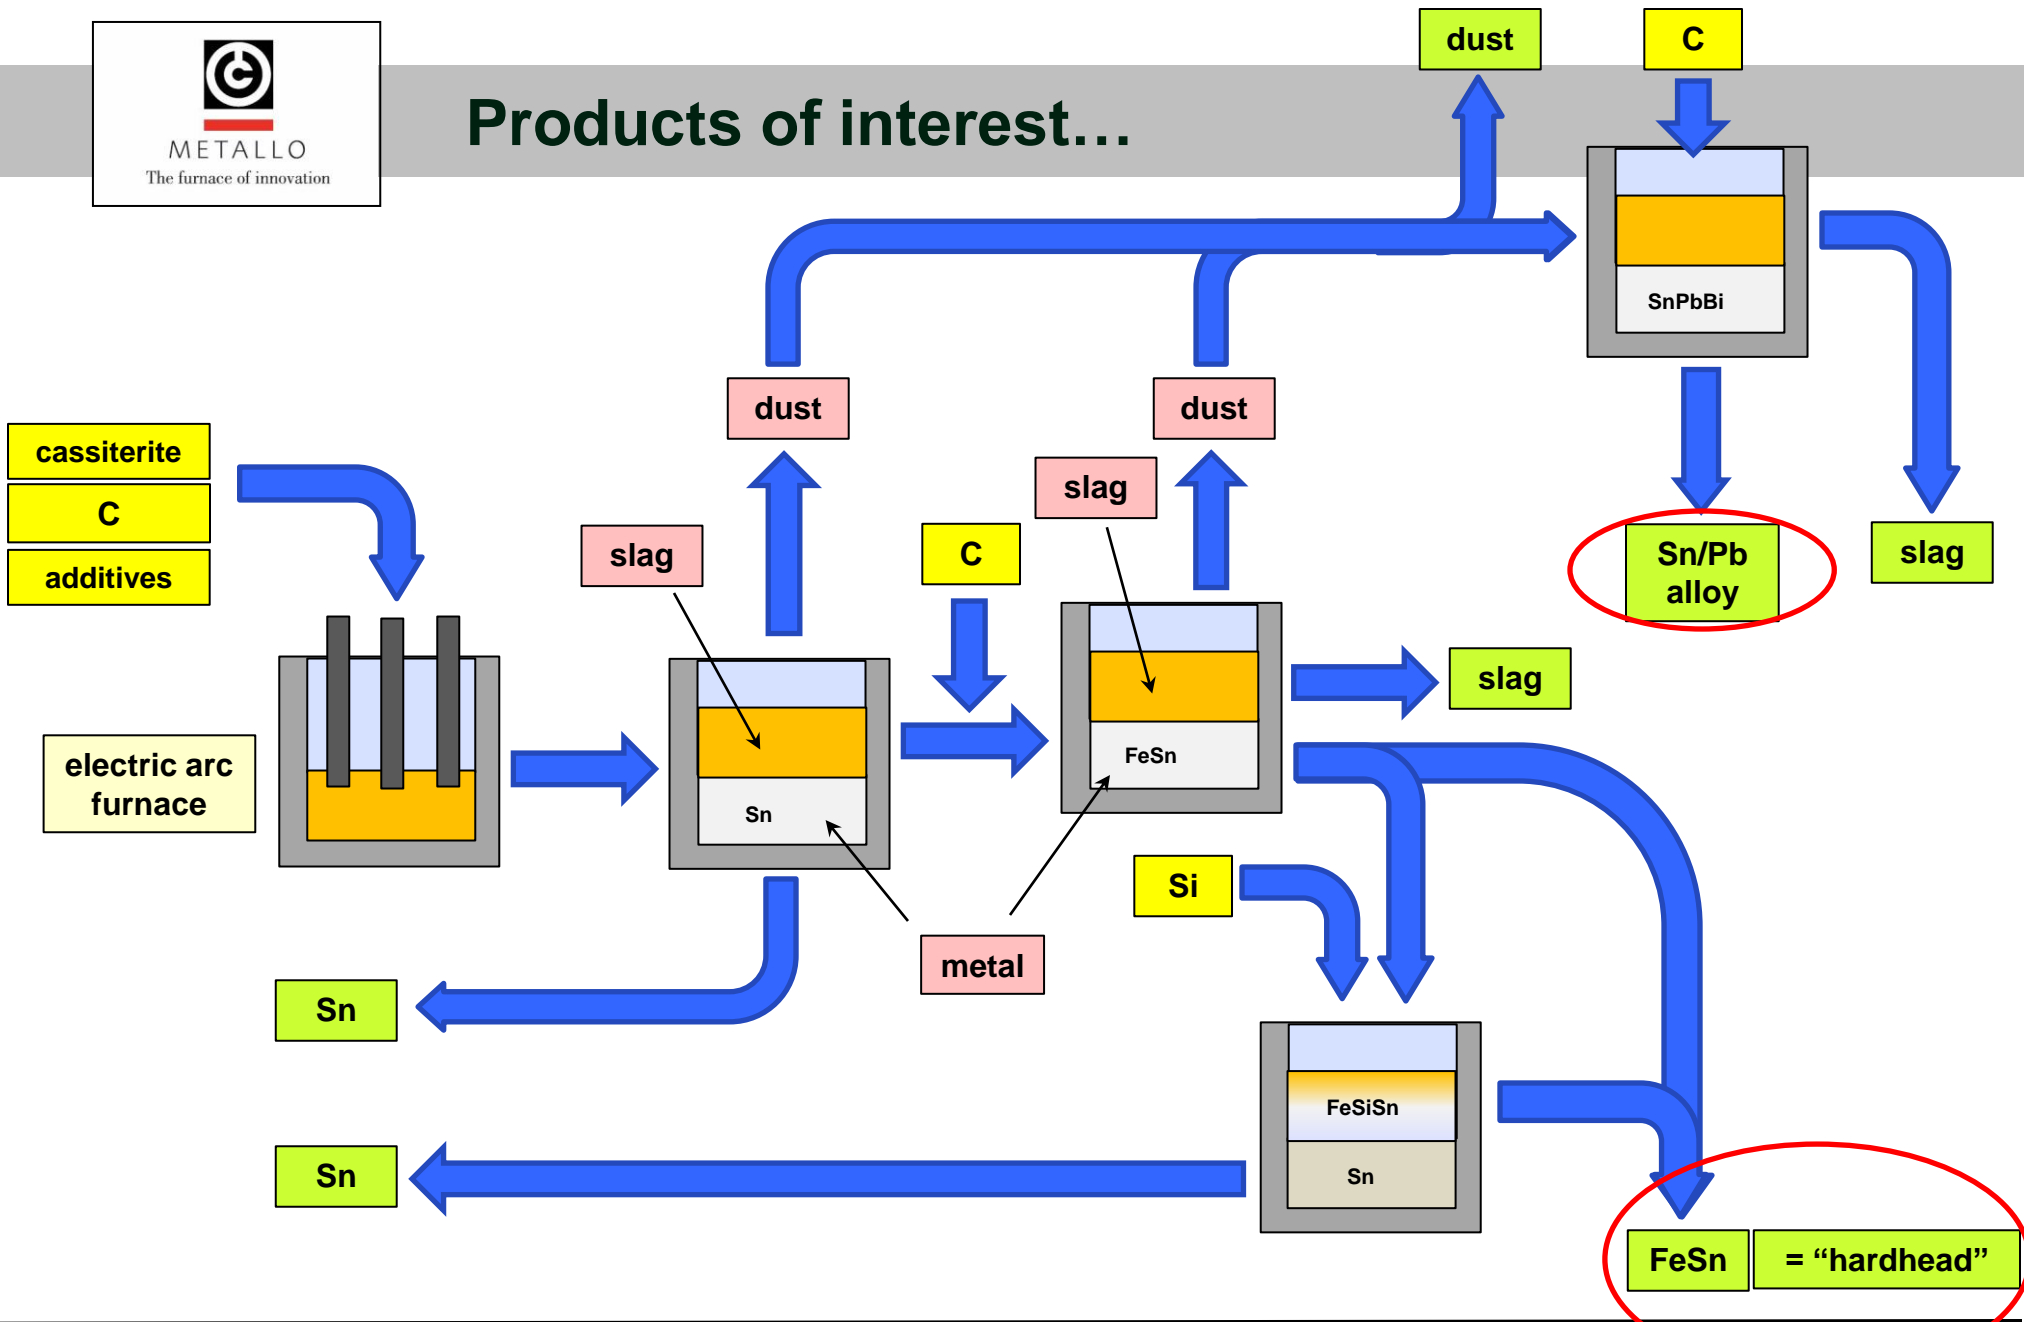 dust
C
METALLO
The furnace of innovation
Products of interest…
SnPbBi
dust
dust
cassiterite
C
additives
slag
slag
C
Sn/Pb
alloy
slag
slag
electric arc
furnace
Sn
FeSn
Si
metal
Sn
FeSiSn
Sn
Sn
FeSn
= “hardhead”